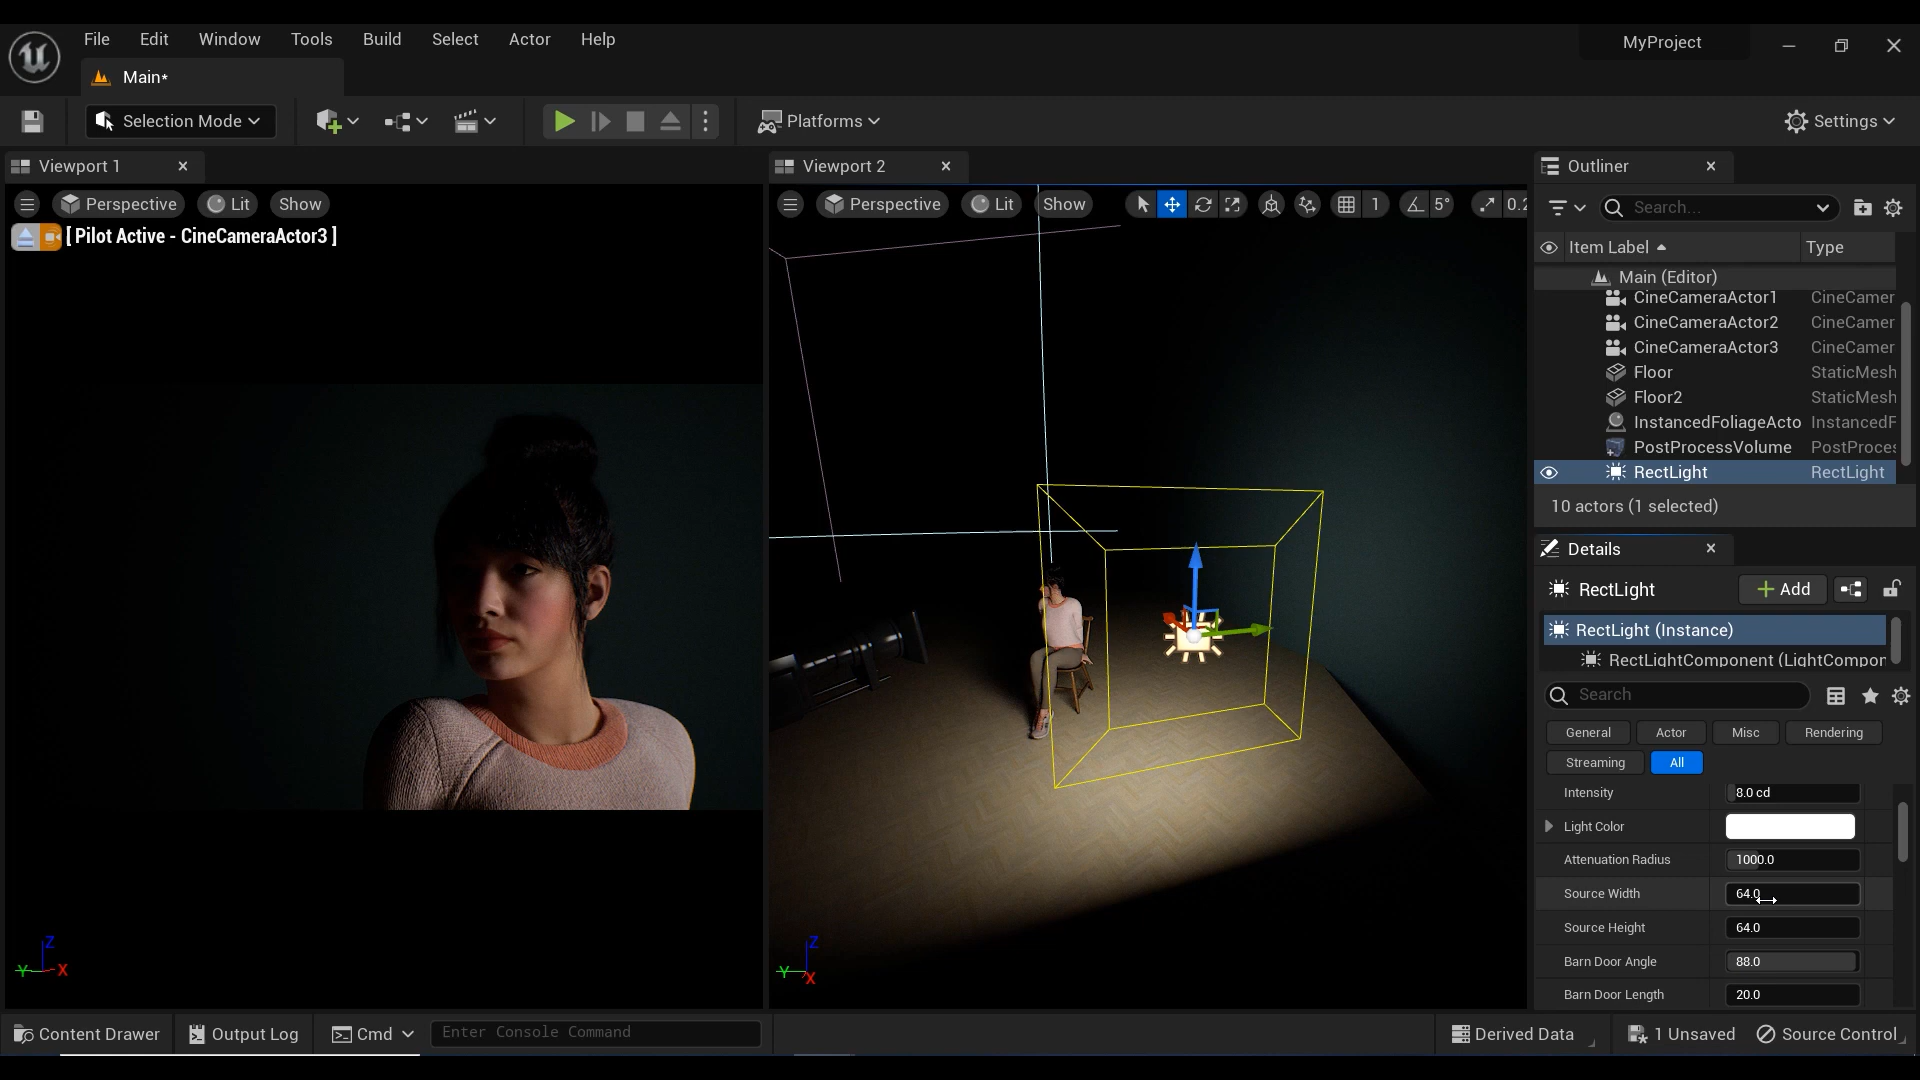 File Edit Window Tools Build Select Actor Help
MyProject
Main*
Selection Mode
Platforms
Settings
Viewport 1
Viewport 2
Outliner
Perspective Lit Show
Perspective Lit Show 1 5° 0.2
Search...
[ Pilot Active - CineCameraActor3 ]
Item Label Type
Main (Editor)
CineCameraActor1 CineCamer
CineCameraActor2 CineCamer
CineCameraActor3 CineCamer
Floor StaticMesh
Floor2 StaticMesh
InstancedFoliageActo InstancedF
PostProcessVolume PostProces
RectLight RectLight
10 actors (1 selected)
Details
RectLight Add
RectLight (Instance)
RectLightComponent (LightCompon
Search
General Actor Misc Rendering
Streaming All
Intensity 8.0 cd
Light Color
Attenuation Radius 1000.0
Source Width 64.0
Source Height 64.0
Barn Door Angle 88.0
Barn Door Length 20.0
Z
Y X
Z
Y X
Content Drawer Output Log Cmd Enter Console Command Derived Data 1 Unsaved Source Control